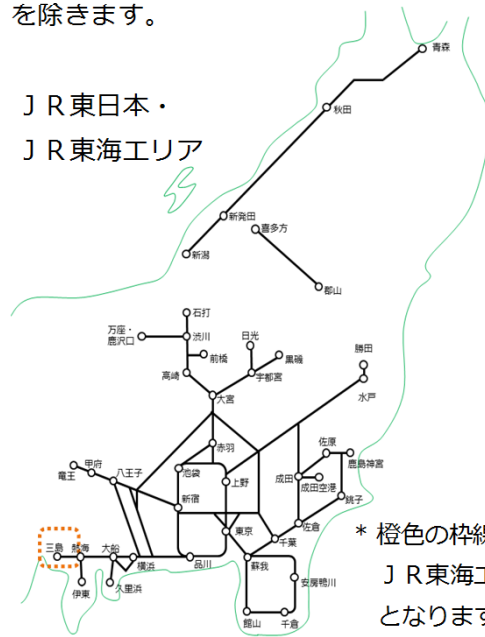 を除きます。
ＪＲ東日本・
ＪＲ東海エリア
青森
秋田
新発田
喜多方
新潟
郡山
石打
万座・
鹿沢口
渋川
前橋
日光
黒磯
勝田
高崎
宇都宮
大宮
水戸
赤羽
佐原
鹿島神宮
竜王
甲府
八王子
池袋
上野
成田
成田空港
新宿
銚子
東京
佐倉
千葉
三島
熱海
大船
横浜
品川
蘇我
伊東
久里浜
安房鴨川
館山
千倉
* 橙色の枠線
ＪＲ東海エ
となります